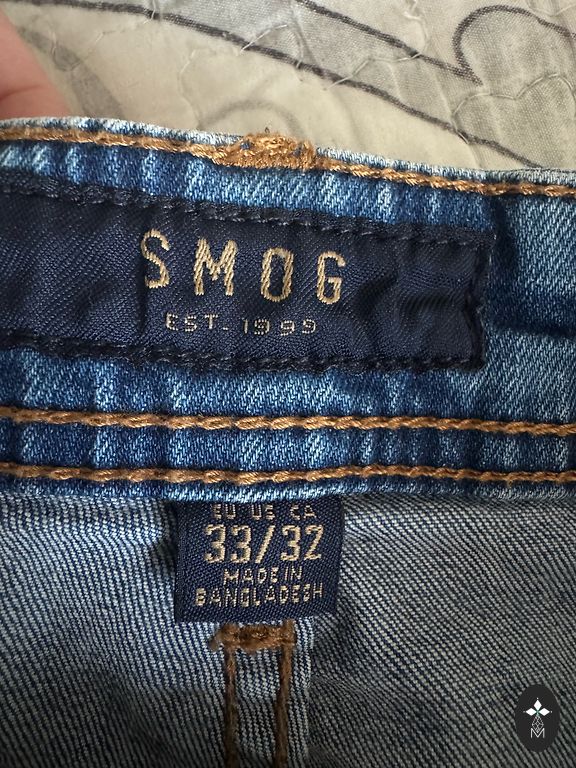 SMOG
EST. 1999
EU US CA
33/32
MADE IN
BANGLADESH